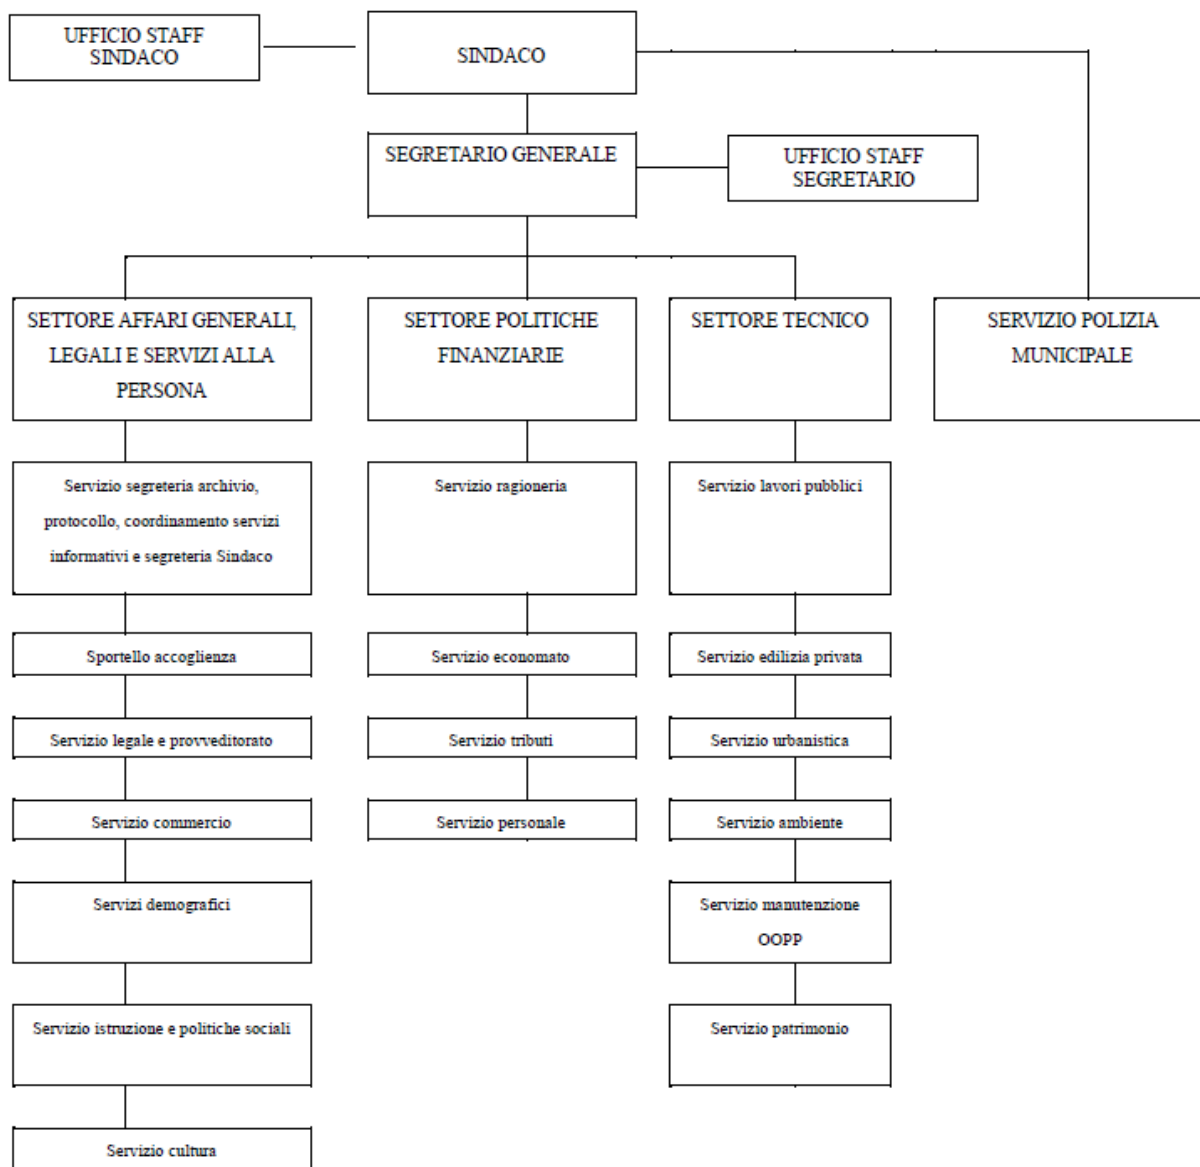 UFFICIO STAFF
SINDACO
SINDACO
SEGRETARIO GENERALE
UFFICIO STAFF
SEGRETARIO
SETTORE AFFARI GENERALI,
LEGALI E SERVIZI ALLA
PERSONA
SETTORE POLITICHE
FINANZIARIE
SETTORE TECNICO
SERVIZIO POLIZIA
MUNICIPALE
Servizio segreteria archivio,
protocollo, coordinamento servizi
informativi e segreteria Sindaco
Servizio ragioneria
Servizio lavori pubblici
Sportello accoglienza
Servizio economato
Servizio edilizia privata
Servizio legale e provveditorato
Servizio tributi
Servizio urbanistica
Servizio commercio
Servizio personale
Servizio ambiente
Servizi demografici
Servizio manutenzione
OOPP
Servizio istruzione e politiche sociali
Servizio patrimonio
Servizio cultura